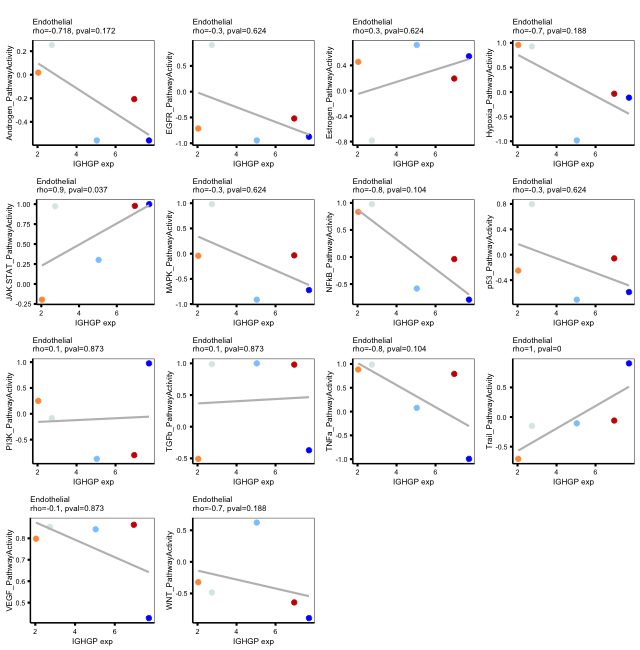 Endothelial
rho=-0.718, pval=0.172
Androgen_PathwayActivity
0.2
0.0
-0.2
-0.4
2 4 6
IGHGP exp
Endothelial
rho=-0.3, pval=0.624
EGFR_PathwayActivity
0.5
0.0
-0.5
-1.0
2 4 6
IGHGP exp
Endothelial
rho=0.3, pval=0.624
Estrogen_PathwayActivity
0.4
0.0
-0.4
-0.8
2 4 6
IGHGP exp
Endothelial
rho=-0.7, pval=0.188
Hypoxia_PathwayActivity
1.0
0.5
0.0
-0.5
-1.0
2 4 6
IGHGP exp
Endothelial
rho=0.9, pval=0.037
JAK.STAT_PathwayActivity
1.00
0.75
0.50
0.25
0.00
-0.25
2 4 6
IGHGP exp
Endothelial
rho=-0.3, pval=0.624
MAPK_PathwayActivity
1.0
0.5
0.0
-0.5
-1.0
2 4 6
IGHGP exp
Endothelial
rho=-0.8, pval=0.104
NFkB_PathwayActivity
1.0
0.5
0.0
-0.5
2 4 6
IGHGP exp
Endothelial
rho=-0.3, pval=0.624
p53_PathwayActivity
0.8
0.4
0.0
-0.4
2 4 6
IGHGP exp
Endothelial
rho=0.1, pval=0.873
PI3K_PathwayActivity
1.0
0.5
0.0
-0.5
2 4 6
IGHGP exp
Endothelial
rho=0.1, pval=0.873
TGFb_PathwayActivity
1.0
0.5
0.0
-0.5
2 4 6
IGHGP exp
Endothelial
rho=-0.8, pval=0.104
TNFa_PathwayActivity
1.0
0.5
0.0
-0.5
-1.0
2 4 6
IGHGP exp
Endothelial
rho=1, pval=0
Trail_PathwayActivity
0.5
0.0
-0.5
2 4 6
IGHGP exp
Endothelial
rho=-0.1, pval=0.873
VEGF_PathwayActivity
0.8
0.7
0.6
0.5
2 4 6
IGHGP exp
Endothelial
rho=-0.7, pval=0.188
WNT_PathwayActivity
0.5
0.0
-0.5
2 4 6
IGHGP exp